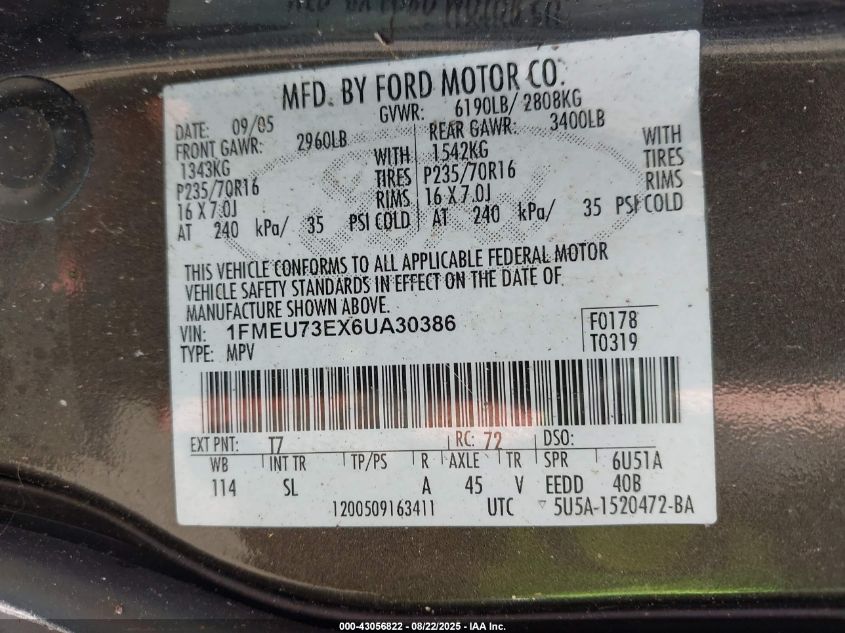 MFD. BY FORD MOTOR CO.
DATE: 09/05 GVWR: 6190LB/ 2808KG
FRONT GAWR: 2960LB REAR GAWR: 3400LB
1343KG WITH 1542KG WITH
P235/70R16 TIRES P235/70R16 TIRES
16 X 7.0J RIMS 16 X 7.0J RIMS
AT 240 kPa/ 35 PSI COLD AT 240 kPa/ 35 PSI COLD
THIS VEHICLE CONFORMS TO ALL APPLICABLE FEDERAL MOTOR
VEHICLE SAFETY STANDARDS IN EFFECT ON THE DATE OF
MANUFACTURE SHOWN ABOVE.
VIN: 1FMEU73EX6UA30386 F0178
TYPE: MPV T0319
EXT PNT: T7 RC: 72 DSO:
WB INT TR TP/PS R AXLE TR SPR 6U51A
114 SL A 45 V EEDD 40B
1200509163411 UTC 5U5A-1520472-BA
000-43056822 - 08/22/2025 - IAA Inc.